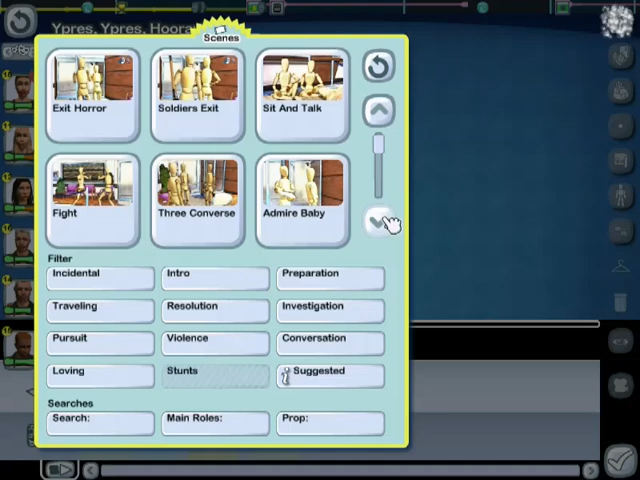 Ypres, Ypres, Hoora
Scenes
Exit Horror
Soldiers Exit
Sit And Talk
Fight
Three Converse
Admire Baby
Filter
Incidental
Intro
Preparation
Traveling
Resolution
Investigation
Pursuit
Violence
Conversation
Loving
Stunts
Suggested
Searches
Search:
Main Roles:
Prop: